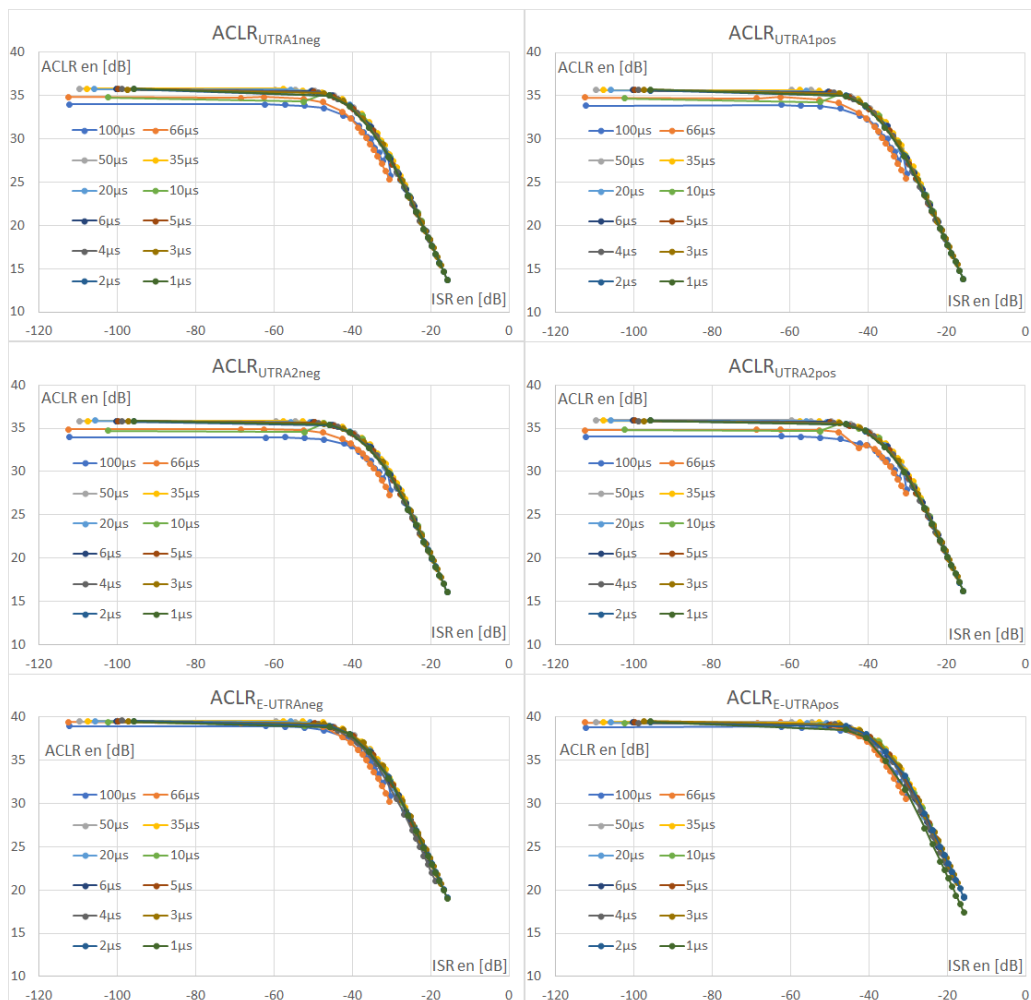 ACLRUTRA1neg
ACLR en [dB]
40
35
30
25
20
15
10
100µs 66µs
50µs 35µs
20µs 10µs
6µs 5µs
4µs 3µs
2µs 1µs
ISR en [dB]
-120 -100 -80 -60 -40 -20 0
ACLRUTRA1pos
ACLR en [dB]
40
35
30
25
20
15
10
100µs 66µs
50µs 35µs
20µs 10µs
6µs 5µs
4µs 3µs
2µs 1µs
ISR en [dB]
-120 -100 -80 -60 -40 -20 0
ACLRUTRA2neg
ACLR en [dB]
40
35
30
25
20
15
10
100µs 66µs
50µs 35µs
20µs 10µs
6µs 5µs
4µs 3µs
2µs 1µs
ISR en [dB]
-120 -100 -80 -60 -40 -20 0
ACLRUTRA2pos
ACLR en [dB]
40
35
30
25
20
15
10
100µs 66µs
50µs 35µs
20µs 10µs
6µs 5µs
4µs 3µs
2µs 1µs
ISR en [dB]
-120 -100 -80 -60 -40 -20 0
ACLRE-UTRAneg
40
ACLR en [dB]
35
30
25
20
15
10
100µs 66µs
50µs 35µs
20µs 10µs
6µs 5µs
4µs 3µs
2µs 1µs
ISR en [dB]
-120 -100 -80 -60 -40 -20 0
ACLRE-UTRApos
40
ACLR en [dB]
35
30
25
20
15
10
100µs 66µs
50µs 35µs
20µs 10µs
6µs 5µs
4µs 3µs
2µs 1µs
ISR en [dB]
-120 -100 -80 -60 -40 -20 0